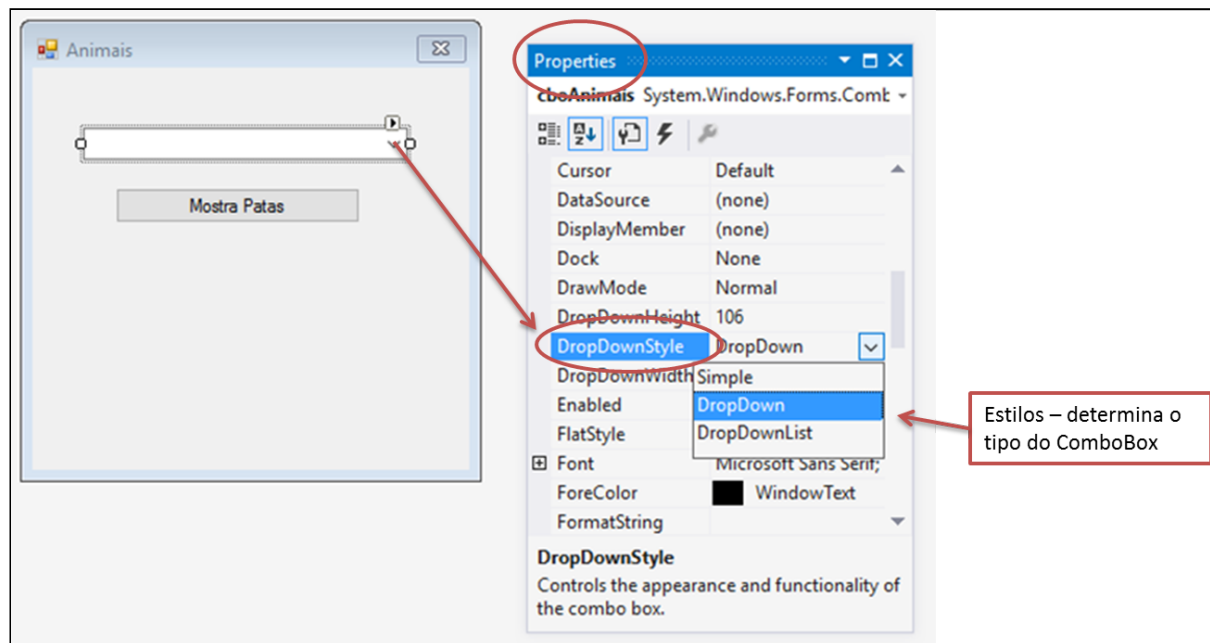 Animais
Mostra Patas
Properties
cboAnimais System.Windows.Forms.Comb
Cursor Default
DataSource (none)
DisplayMember (none)
Dock None
DrawMode Normal
DropDownHeight 106
DropDownStyle DropDown
DropDownWidth
Simple
Enabled
DropDown
FlatStyle
DropDownList
Font Microsoft Sans Serif;
ForeColor WindowText
FormatString
DropDownStyle
Controls the appearance and functionality of
the combo box.
Estilos – determina o
tipo do ComboBox